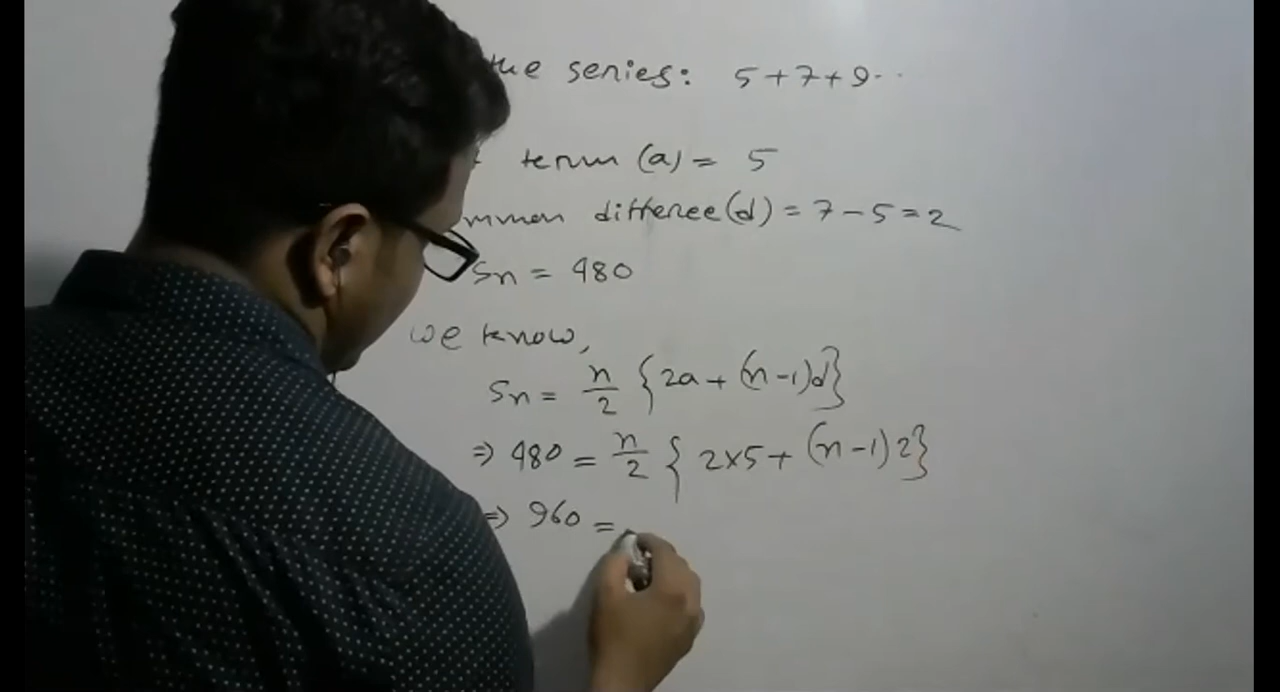 the series: 5+7+9..
term (a) = 5
mmon differee(d) = 7-5=2
Sn = 480
we know,
Sn = n/2 {2a+(n-1)d}
⇒ 480 = n/2 { 2×5+(n-1)2}
⇒ 960 =